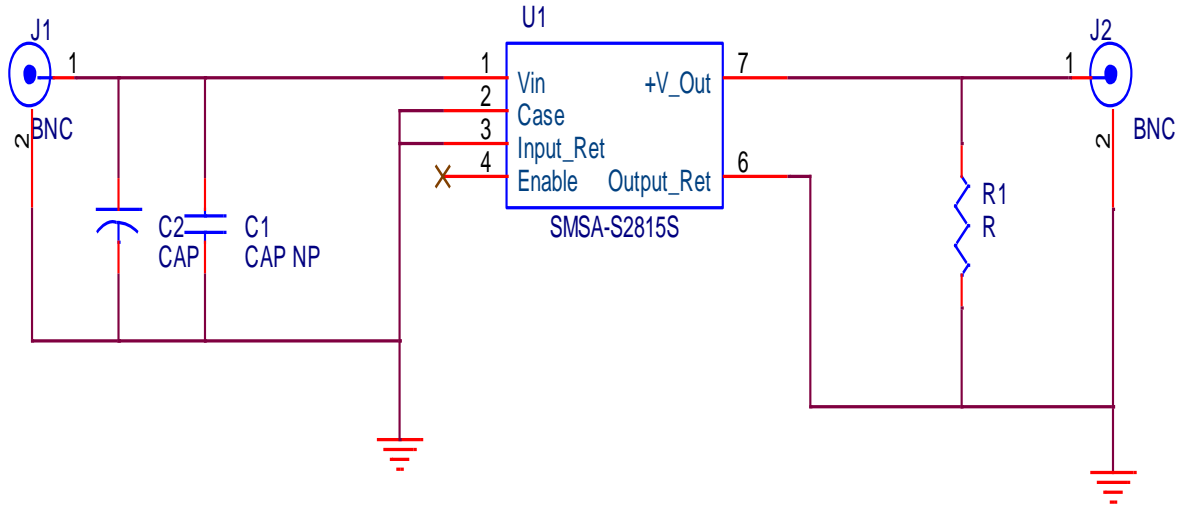 J1
1
2
BNC
C2
CAP
C1
CAP NP
U1
1
Vin
2
Case
3
Input_Ret
4
Enable
7
+V_Out
6
Output_Ret
SMSA-S2815S
R1
R
J2
1
2
BNC